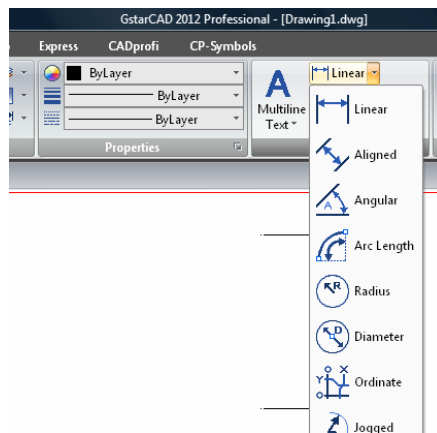 GstarCAD 2012 Professional - [Drawing1.dwg]
Express CADprofi CP-Symbols
ByLayer
ByLayer
ByLayer
Properties
A
Multiline
Text
Linear
Linear
Aligned
A
Angular
Arc Length
R
Radius
D
Diameter
Y X
O
O
Ordinate
Jogged